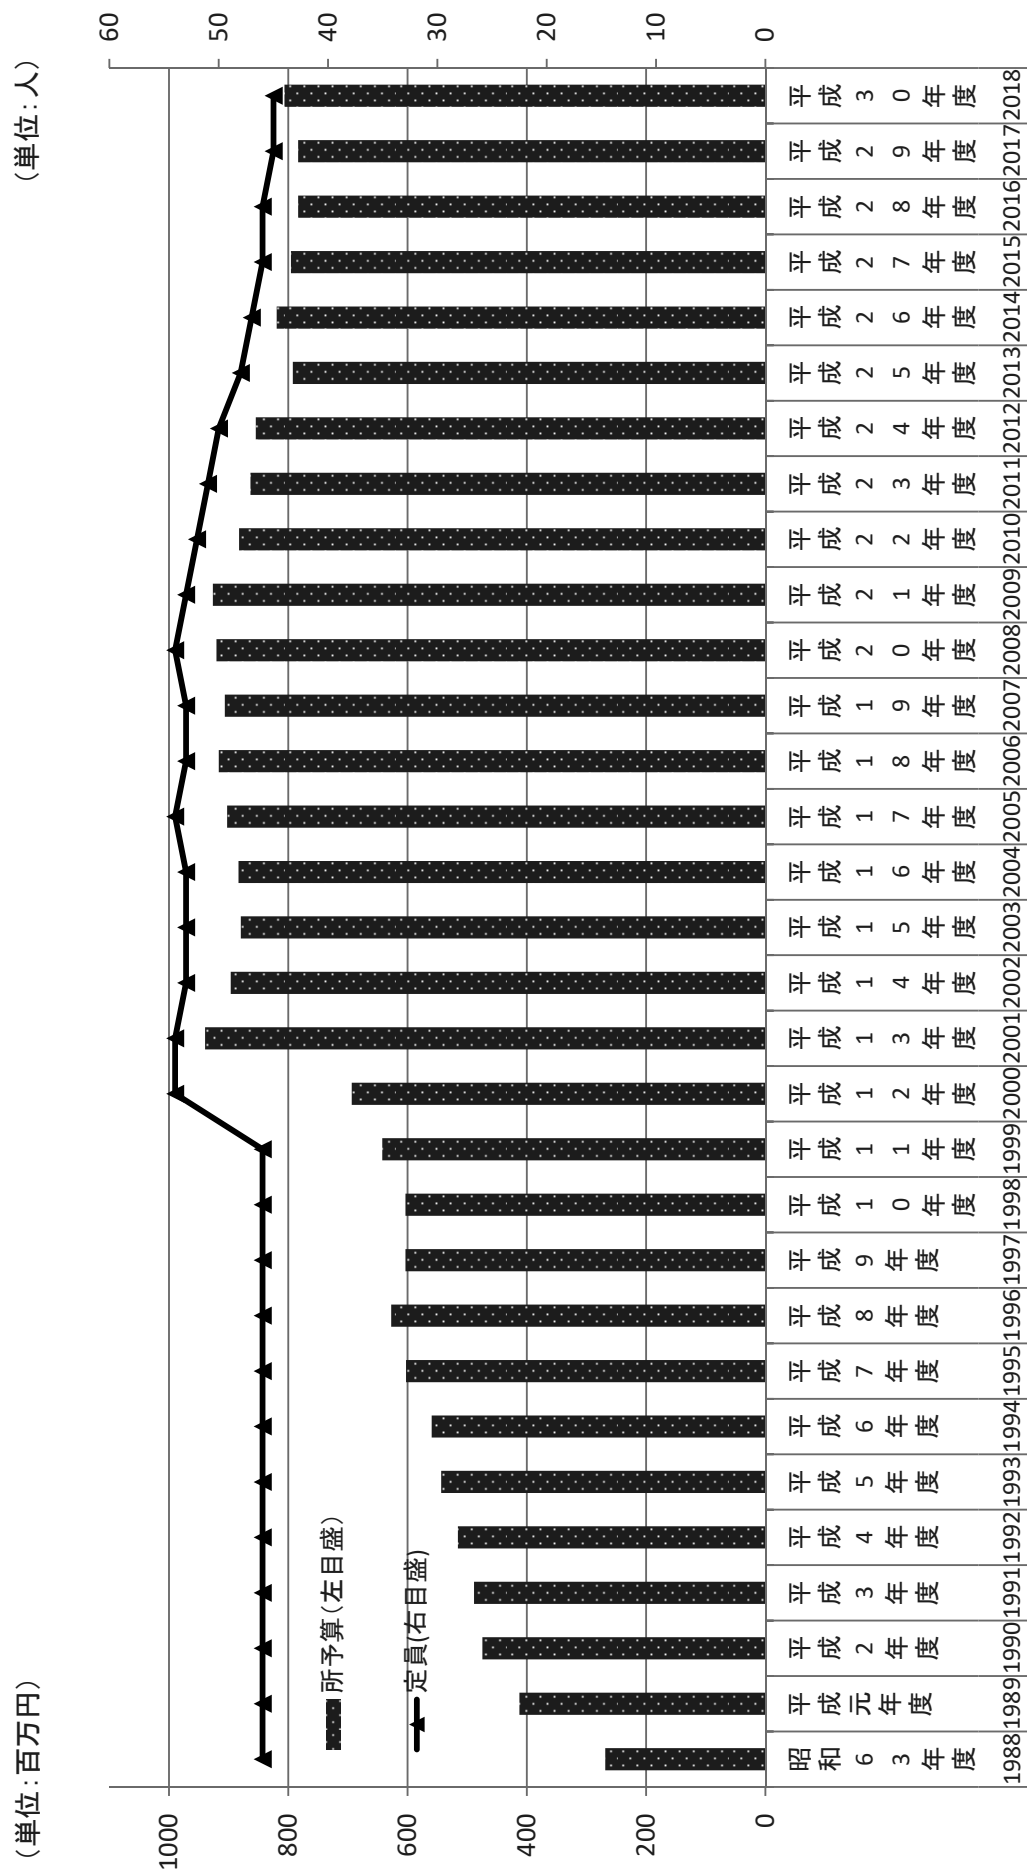 (単位:百万円)
(単位:人)
1000
800
600
400
200
0
60
50
40
30
20
10
0
所予算(左目盛)
定員(右目盛)
昭和63年度
平成元年度
平成2年度
平成3年度
平成4年度
平成5年度
平成6年度
平成7年度
平成8年度
平成9年度
平成10年度
平成11年度
平成12年度
平成13年度
平成14年度
平成15年度
平成16年度
平成17年度
平成18年度
平成19年度
平成20年度
平成21年度
平成22年度
平成23年度
平成24年度
平成25年度
平成26年度
平成27年度
平成28年度
平成29年度
平成30年度
1988 1989 1990 1991 1992 1993 1994 1995 1996 1997 1998 1999 2000 2001 2002 2003 2004 2005 2006 2007 2008 2009 2010 2011 2012 2013 2014 2015 2016 2017 2018